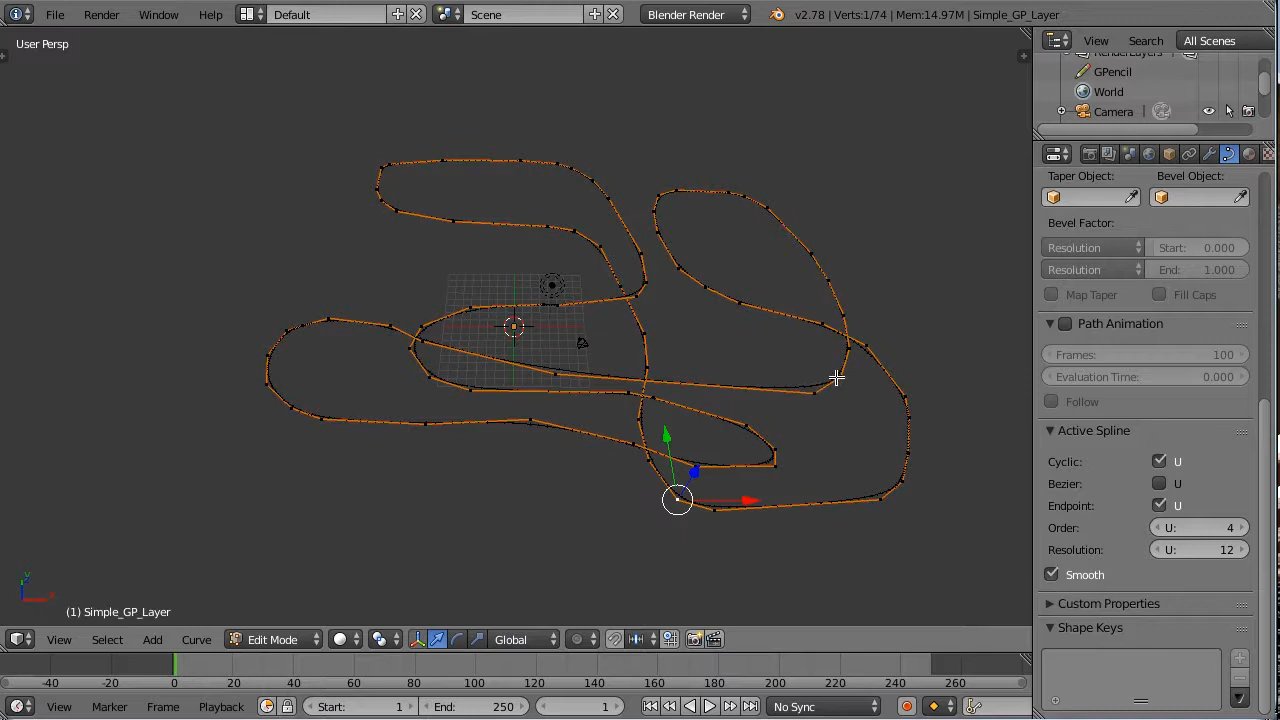 File Render Window Help Default Scene Blender Render v2.78 | Verts:1/74 | Mem:14.97M | Simple_GP_Layer
User Persp
View Search All Scenes
GPencil
World
Camera
Taper Object: Bevel Object:
Bevel Factor:
Resolution Start: 0.000
Resolution End: 1.000
Map Taper Fill Caps
Path Animation
Frames: 100
Evaluation Time: 0.000
Follow
Active Spline
Cyclic: U
Bezier: U
Endpoint: U
Order: U: 4
Resolution: U: 12
Smooth
Custom Properties
Shape Keys
(1) Simple_GP_Layer
View Select Add Curve Edit Mode Global
-40 -20 0 20 40 60 80 100 120 140 160 180 200 220 240 260
View Marker Frame Playback Start: 1 End: 250 1 No Sync